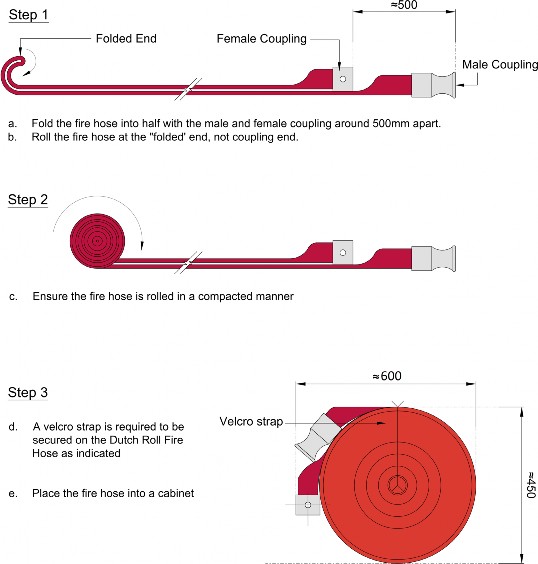 Step 1
≈500
Folded End
Female Coupling
Male Coupling
a. Fold the fire hose into half with the male and female coupling around 500mm apart.
b. Roll the fire hose at the "folded' end, not coupling end.
Step 2
c. Ensure the fire hose is rolled in a compacted manner
Step 3
≈600
d. A velcro strap is required to be
secured on the Dutch Roll Fire
Hose as indicated
Velcro strap
≈450
e. Place the fire hose into a cabinet